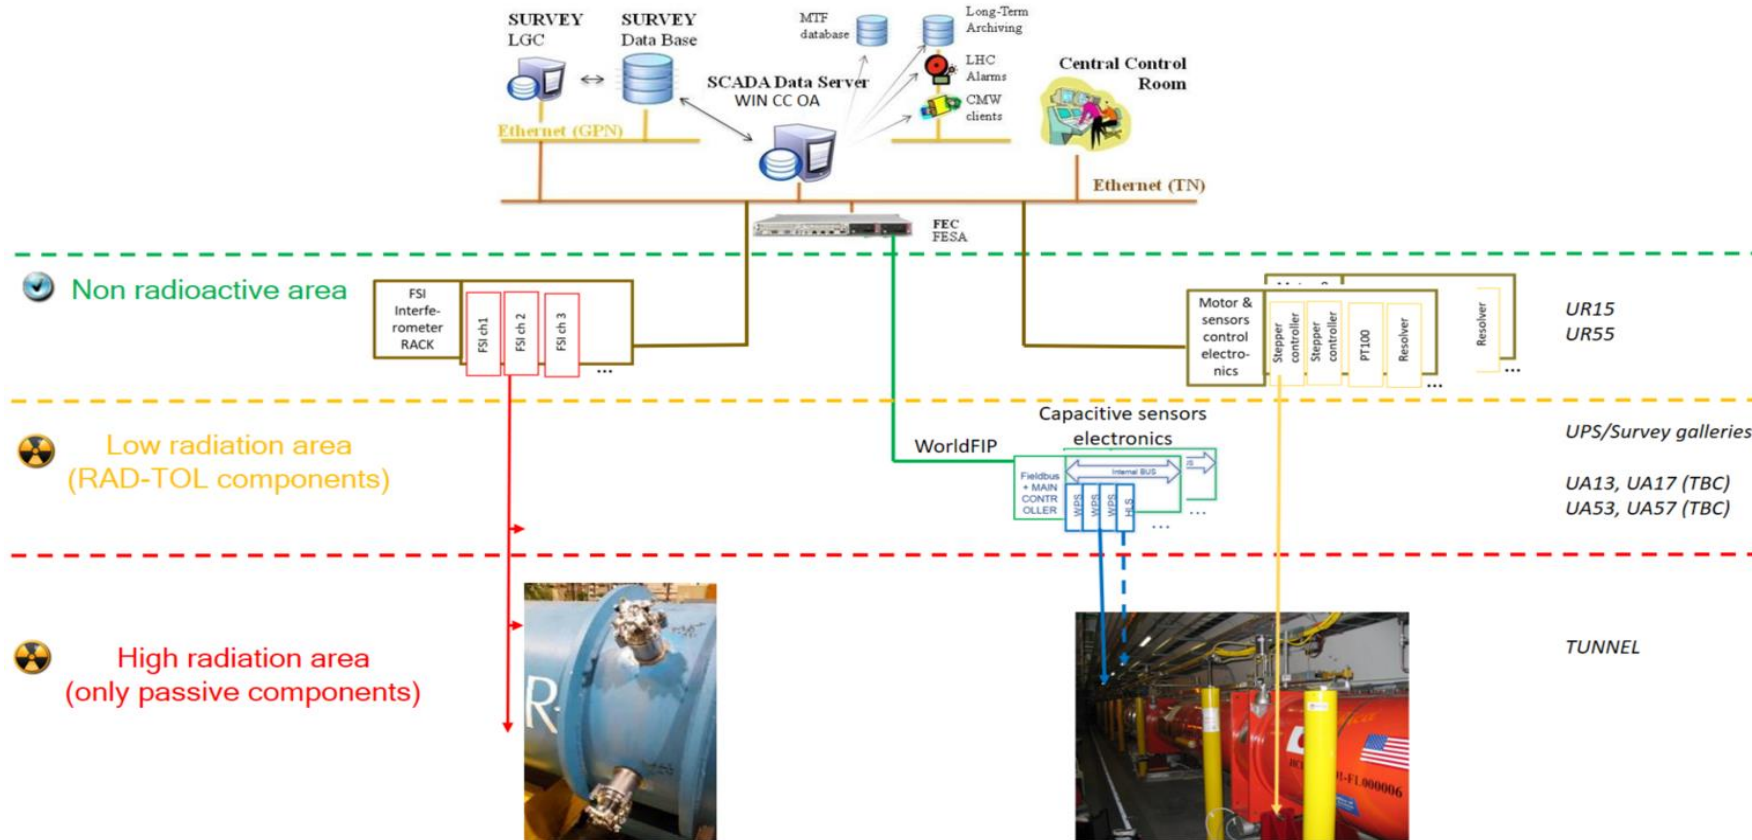 SURVEY
LGC
SURVEY
Data Base
MTF
database
Long-Term
Archiving
LHC
Alarms
CMW
clients
SCADA Data Server
WIN CC OA
Central Control
Room
Ethernet (GPN)
Ethernet (TN)
FEC
FESA
Non radioactive area
FSI
Interfe-
rometer
RACK
FSI ch1
FSI ch 2
FSI ch 3
...
Motor &
sensors
control
electro-
nics
Stepper
controller
Stepper
controller
PT100
Resolver
...
Resolver
...
UR15
UR55
Low radiation area
(RAD-TOL components)
WorldFIP
Capacitive sensors
electronics
Fieldbus
+ MAIN
CONTR
OLLER
Internal BUS
WPS
WPS
WPS
HLS
...
...
UPS/Survey galleries
UA13, UA17 (TBC)
UA53, UA57 (TBC)
High radiation area
(only passive components)
TUNNEL
R
01-FL000006